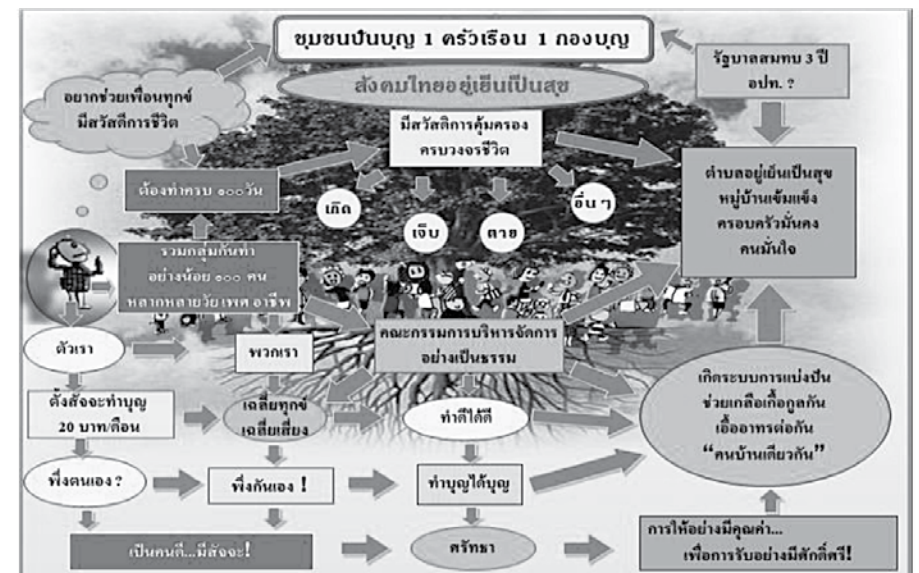 ชุมชนปันบุญ 1 ครัวเรือน 1 กองบุญ
สังคมไทยอยู่เย็นเป็นสุข
รัฐบาลสมทบ 3 ปี
อปท. ?
อยากช่วยเพื่อนทุกข์
มีสวัสดีการชีวิต
มีสวัสดิการคุ้มครอง
ครบวงจรชีวิต
ต้องทำครบ ๑๐๐วัน
เกิด
เจ็บ
ตาย
อื่น ๆ
ตำบลอยู่เย็นเป็นสุข
หมู่บ้านเข้มแข็ง
ครอบครัวมั่นคง
คนมั่นใจ
รวมกลุ่มกันทำ
อย่างน้อย ๑๐๐ คน
หลากหลายวัย เพศ อาชีพ
ตัวเรา
พวกเรา
คณะกรรมการบริหารจัดการ
อย่างเป็นธรรม
ตั้งสัจจะทำบุญ
20 บาท/เดือน
เฉลี่ยทุกข์
เฉลี่ยเสี่ยง
ทำดีได้ดี
เกิดระบบการแบ่งปัน
ช่วยเกลือเกื้อกูลกัน
เอื้ออาทรต่อกัน
“คนบ้านเดียวกัน”
พึ่งตนเอง ?
พึ่งกันเอง !
ทำบุญได้บุญ
เป็นคนดี...มีสัจจะ!
ศรัทธา
การให้อย่างมีคุณค่า...
เพื่อการรับอย่างมีศักดิ์ศรี!